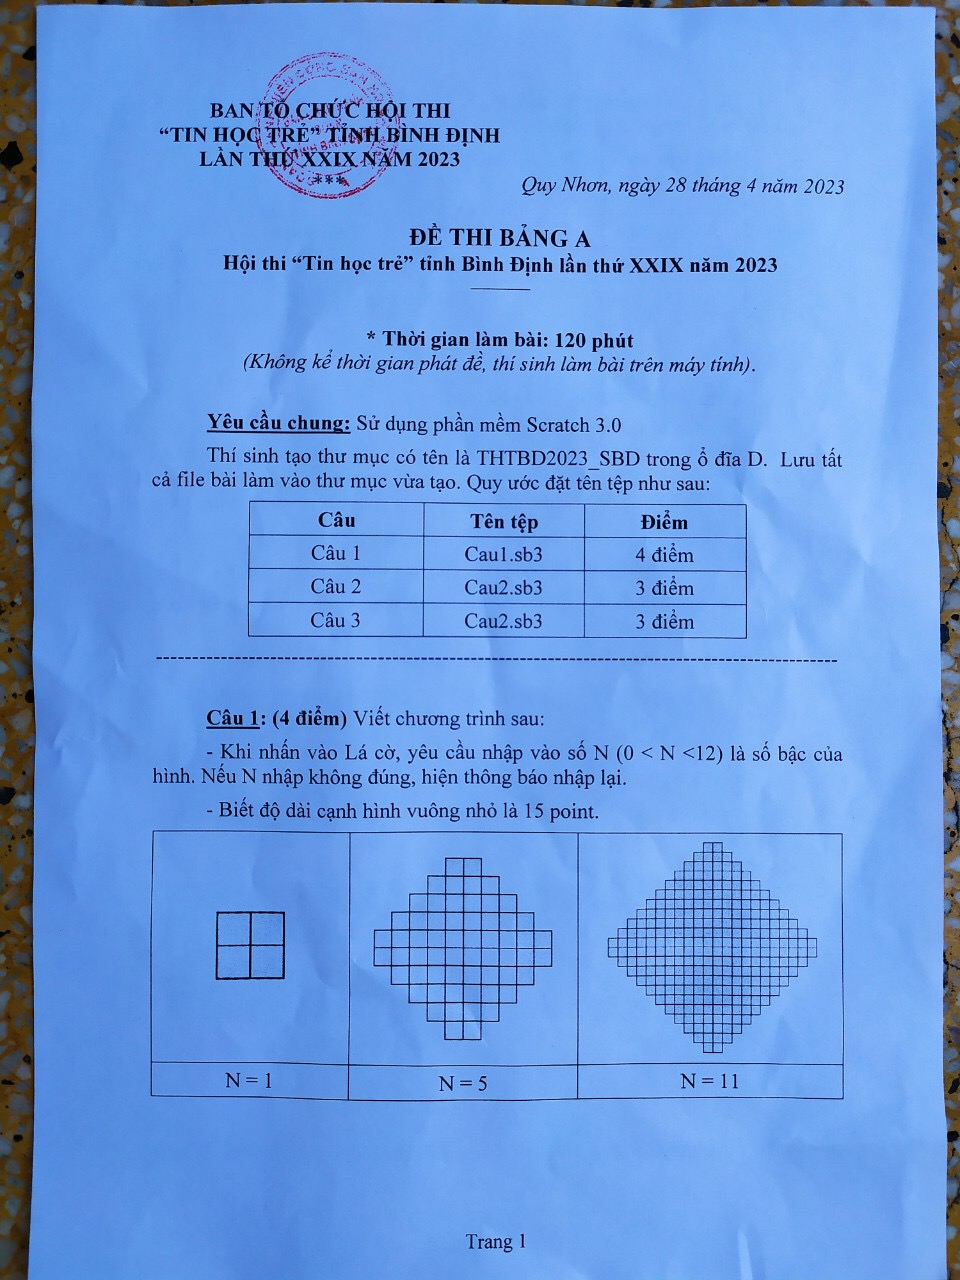 BAN TỔ CHỨC HỘI THI
“TIN HỌC TRẺ” TỈNH BÌNH ĐỊNH
LẦN THỨ XXIX NĂM 2023
***
Quy Nhơn, ngày 28 tháng 4 năm 2023
ĐỀ THI BẢNG A
Hội thi “Tin học trẻ” tỉnh Bình Định lần thứ XXIX năm 2023
* Thời gian làm bài: 120 phút
(Không kể thời gian phát đề, thí sinh làm bài trên máy tính).
Yêu cầu chung: Sử dụng phần mềm Scratch 3.0
Thí sinh tạo thư mục có tên là THTBD2023_SBD trong ổ đĩa D. Lưu tất
cả file bài làm vào thư mục vừa tạo. Quy ước đặt tên tệp như sau:
Câu Tên tệp Điểm
Câu 1 Cau1.sb3 4 điểm
Câu 2 Cau2.sb3 3 điểm
Câu 3 Cau2.sb3 3 điểm
Câu 1: (4 điểm) Viết chương trình sau:
- Khi nhấn vào Lá cờ, yêu cầu nhập vào số N (0 < N <12) là số bậc của
hình. Nếu N nhập không đúng, hiện thông báo nhập lại.
- Biết độ dài cạnh hình vuông nhỏ là 15 point.
N = 1 N = 5 N = 11
Trang 1